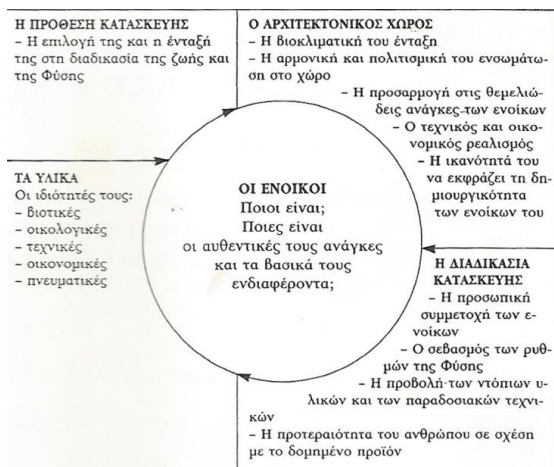 Η ΠΡΟΘΕΣΗ ΚΑΤΑΣΚΕΥΗΣ
– Η επιλογή της και η ένταξή
της στη διαδικασία της ζωής και
της Φύσης
Ο ΑΡΧΙΤΕΚΤΟΝΙΚΟΣ ΧΩΡΟΣ
– Η βιοκλιματική του ένταξη
– Η αρμονική και πολιτισμική του ενσωμάτω-
ση στο χώρο
– Η προσαρμογή στις θεμελιώ-
δεις ανάγκες των ενοίκων
– Ο τεχνικός και οικο-
νομικός ρεαλισμός
– Η ικανότητά του
να εκφράζει τη δη-
μιουργικότητα
των ενοίκων του
ΤΑ ΥΛΙΚΑ
Οι ιδιότητές τους:
– βιοτικές
– οικολογικές
– τεχνικές
– οικονομικές
– πνευματικές
ΟΙ ΕΝΟΙΚΟΙ
Ποιοι είναι;
Ποιες είναι
οι αυθεντικές τους ανάγκες
και τα βασικά τους
ενδιαφέροντα;
Η ΔΙΑΔΙΚΑΣΙΑ
ΚΑΤΑΣΚΕΥΗΣ
– Η προσωπική
συμμετοχή των ε-
νοίκων
– Ο σεβασμός των ρυθ-
μών της Φύσης
– Η προβολή των ντόπιων υ-
λικών και των παραδοσιακών τεχνι-
κών
– Η προτεραιότητα του ανθρώπου σε σχέση
με το δομημένο προϊόν